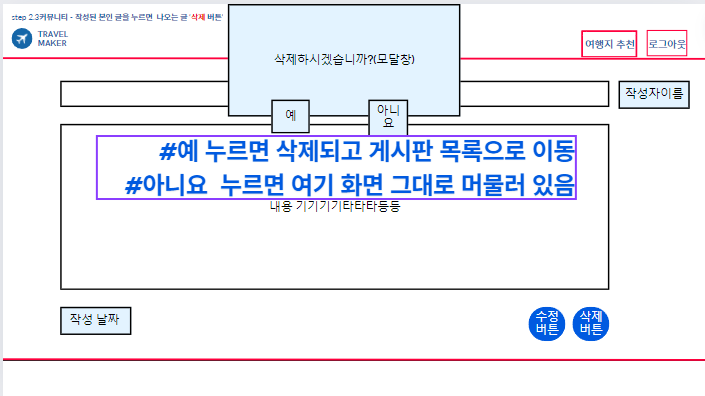 step 2.3커뮤니티 - 작성된 본인 글을 누르면 나오는 글 '삭제 버튼'
TRAVEL
MAKER
삭제하시겠습니까?(모달창)
여행지 추천
로그아웃
예
아니
요
작성자이름
#예 누르면 삭제되고 게시판 목록으로 이동
#아니요 누르면 여기 화면 그대로 머물러 있음
내용 기기기기타타타등등
작성 날짜
수정
버튼
삭제
버튼